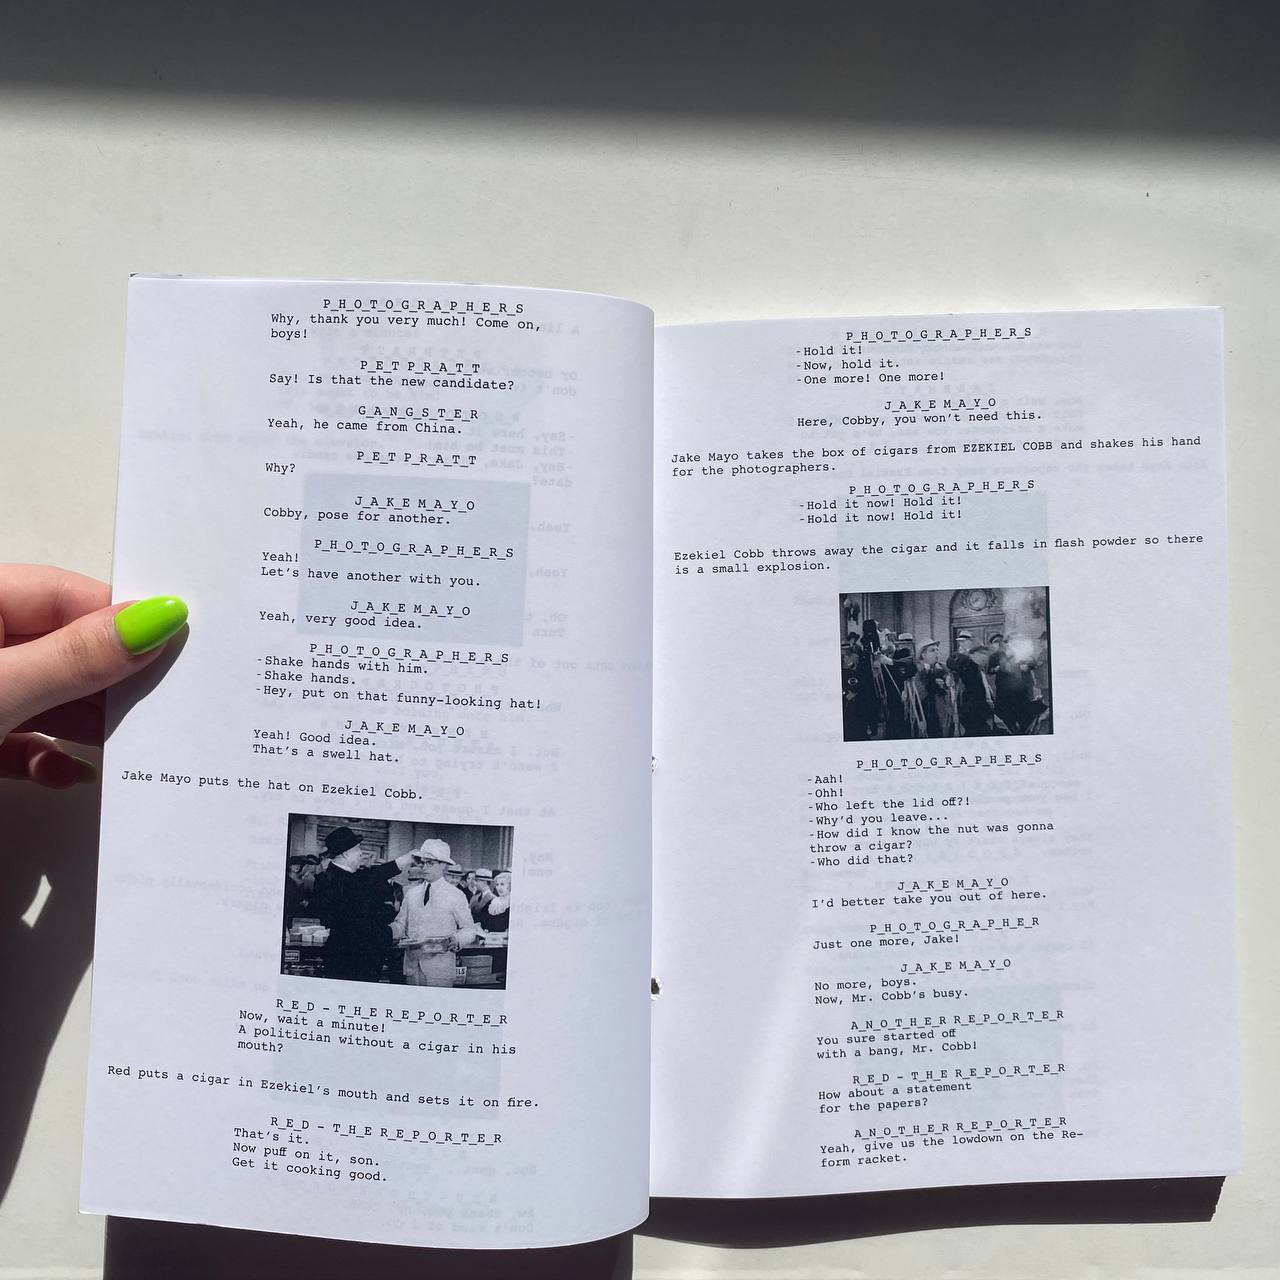 P_H_O_T_O_G_R_A_P_H_E_R_S
Why, thank you very much! Come on,
boys!
P_E_T P_R_A_T_T
Say! Is that the new candidate?
G_A_N_G_S_T_E_R
Yeah, he came from China.
P_E_T P_R_A_T_T
Why?
J_A_K_E M_A_Y_O
Cobby, pose for another.
P_H_O_T_O_G_R_A_P_H_E_R_S
Yeah!
Let's have another with you.
J_A_K_E M_A_Y_O
Yeah, very good idea.
P_H_O_T_O_G_R_A_P_H_E_R_S
-Shake hands with him.
-Shake hands.
-Hey, put on that funny-looking hat!
J_A_K_E M_A_Y_O
Yeah! Good idea.
That's a swell hat.
Jake Mayo puts the hat on Ezekiel Cobb.
R_E_D - T_H_E R_E_P_O_R_T_E_R
Now, wait a minute!
A politician without a cigar in his
mouth?
Red puts a cigar in Ezekiel's mouth and sets it on fire.
R_E_D - T_H_E R_E_P_O_R_T_E_R
That's it.
Now puff on it, son.
Get it cooking good.
P_H_O_T_O_G_R_A_P_H_E_R_S
-Hold it!
-Now, hold it.
-One more! One more!
J_A_K_E M_A_Y_O
Here, Cobby, you won't need this.
Jake Mayo takes the box of cigars from EZEKIEL COBB and shakes his hand
for the photographers.
P_H_O_T_O_G_R_A_P_H_E_R_S
-Hold it now! Hold it!
-Hold it now! Hold it!
Ezekiel Cobb throws away the cigar and it falls in flash powder so there
is a small explosion.
P_H_O_T_O_G_R_A_P_H_E_R_S
-Aah!
-Ohh!
-Who left the lid off?!
-Why'd you leave...
-How did I know the nut was gonna
throw a cigar?
-Who did that?
J_A_K_E M_A_Y_O
I'd better take you out of here.
P_H_O_T_O_G_R_A_P_H_E_R
Just one more, Jake!
J_A_K_E M_A_Y_O
No more, boys.
Now, Mr. Cobb's busy.
A_N_O_T_H_E_R R_E_P_O_R_T_E_R
You sure started off
with a bang, Mr. Cobb!
R_E_D - T_H_E R_E_P_O_R_T_E_R
How about a statement
for the papers?
A_N_O_T_H_E_R R_E_P_O_R_T_E_R
Yeah, give us the lowdown on the Re-
form racket.